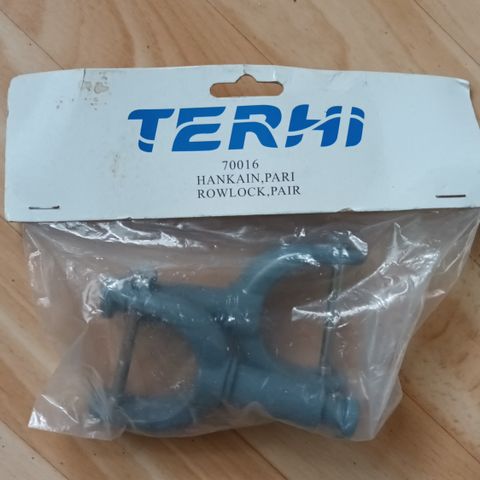 TERHI
70016
HANKAIN,PARI
ROWLOCK,PAIR